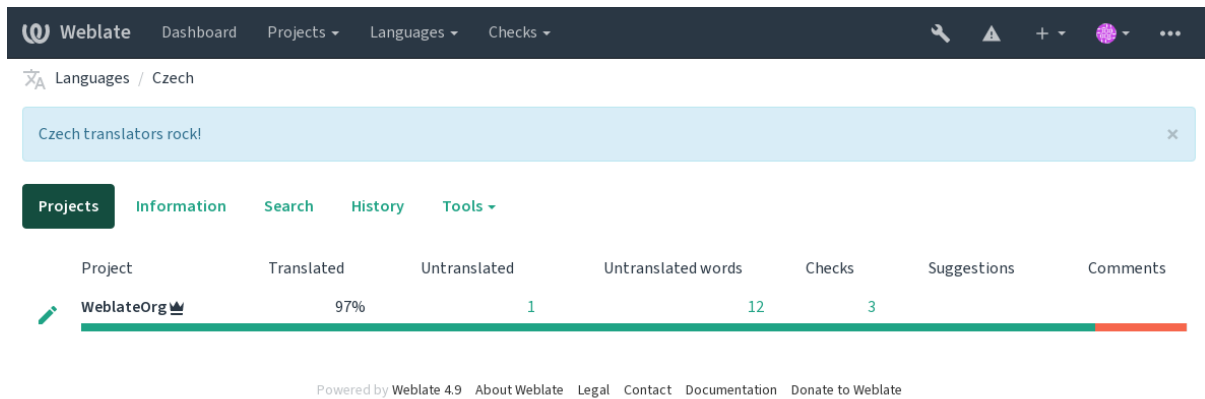 Weblate Dashboard Projects Languages Checks
Languages / Czech
Czech translators rock! ×
Projects Information Search History Tools
Project Translated Untranslated Untranslated words Checks Suggestions Comments
WeblateOrg 97% 1 12 3
Powered by Weblate 4.9 About Weblate Legal Contact Documentation Donate to Weblate